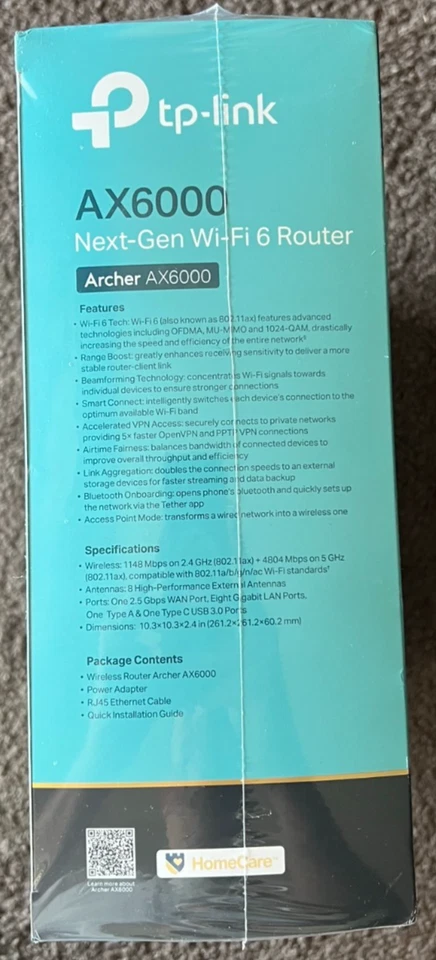 tp-link
AX6000
Next-Gen Wi-Fi 6 Router
Archer AX6000
Features
• Wi-Fi 6 Tech: Wi-Fi 6 (also known as 802.11ax) features advanced
technologies including OFDMA, MU-MIMO and 1024-QAM, drastically
increasing the speed and efficiency of the entire network§
• Range Boost: greatly enhances receiving sensitivity to deliver a more
stable router-client link
• Beamforming Technology: concentrates Wi-Fi signals towards
individual devices to ensure stronger connections
• Smart Connect: intelligently switches each device's connection to the
optimum available Wi-Fi band
• Accelerated VPN Access: securely connects to private networks
providing 5× faster OpenVPN and PPTP VPN connections
• Airtime Fairness: balances bandwidth of connected devices to
improve overall throughput and efficiency
• Link Aggregation: doubles the connection speeds to an external
storage devices for faster streaming and data backup
• Bluetooth Onboarding: opens phone's bluetooth and quickly sets up
the network via the Tether app
• Access Point Mode: transforms a wired network into a wireless one
Specifications
• Wireless: 1148 Mbps on 2.4 GHz (802.11ax) + 4804 Mbps on 5 GHz
(802.11ax), compatible with 802.11a/b/g/n/ac Wi-Fi standards†
• Antennas: 8 High-Performance External Antennas
• Ports: One 2.5 Gbps WAN Port, Eight Gigabit LAN Ports,
One Type A & One Type C USB 3.0 Ports
• Dimensions: 10.3×10.3×2.4 in (261.2×261.2×60.2 mm)
Package Contents
• Wireless Router Archer AX6000
• Power Adapter
• RJ45 Ethernet Cable
• Quick Installation Guide
Learn more about
Archer AX6000
HomeCare™